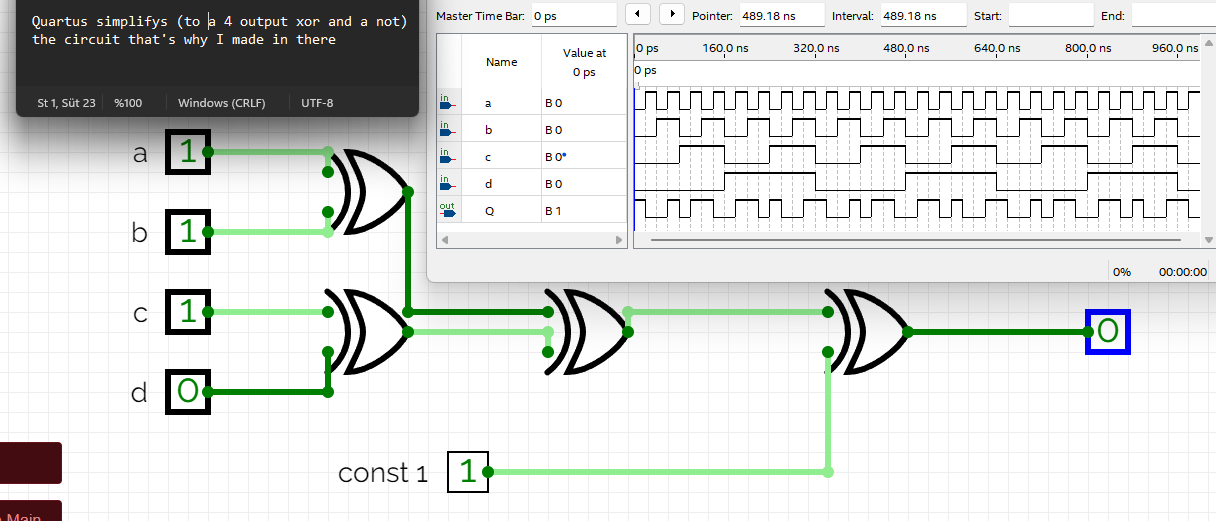 Quartus simplifys (to a 4 output xor and a not)
the circuit that's why I made in there
St 1, Süt 23 %100 Windows (CRLF) UTF-8
Master Time Bar: 0 ps Pointer: 489.18 ns Interval: 489.18 ns Start: End:
Name Value at 0 ps
0 ps 160.0 ns 320.0 ns 480.0 ns 640.0 ns 800.0 ns 960.0 ns
0 ps
in a B 0
in b B 0
in c B 0
in d B 0
out Q B 1
0% 00:00:00
a 1
b 1
c 1
d 0
0
const 1 1
Main